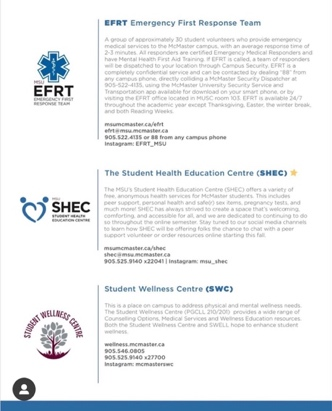 EFRT Emergency First Response Team
A group of approximately 30 student volunteers who provide emergency
medical services to the McMaster campus, with an average response time of
2-3 minutes. All responders are certified Emergency Medical Responders and
have Mental Health First Aid Training. If EFRT is called, a team of responders
will be dispatched to your location through Campus Security. EFRT is a
completely confidential service and can be contacted by dealing "88" from
any campus phone, directly colliding a McMaster Security Dispatcher at
905-522-4135, using the McMaster University Security Service and
Transportation app available for download on your smart phone, or by
visiting the EFRT office located in MUSC room 103. EFRT is available 24/7
throughout the academic year except Thanksgiving, Easter, the winter break,
and both Reading Weeks.
msumcmaster.ca/efrt
efrt@msu.mcmaster.ca
905.522.4135 or 88 from any campus phone
Instagram: EFRT_MSU
MSU
EFRT
EMERGENCY FIRST
RESPONSE TEAM
The Student Health Education Centre (SHEC)
The MSU's Student Health Education Centre (SHEC) offers a variety of
free, anonymous health services for McMaster students. This includes
peer support, personal health and safe(r) sex items, pregnancy tests, and
much more! SHEC has always strived to create a space that's welcoming,
comforting, and accessible for all, and we are dedicated to continuing to do
so throughout the online semester. Stay tuned to our social media channels
to learn how SHEC will be offering folks the chance to chat with a peer
support volunteer or order resources online starting this fall.
msumcmaster.ca/shec
shec@msu.mcmaster.ca
905.525.9140 x22041 | Instagram: msu_shec
MSU
SHEC
STUDENT HEALTH
EDUCATION CENTRE
Student Wellness Centre (SWC)
This is a place on campus to address physical and mental wellness needs.
The Student Wellness Centre (PGCLL 210/201) provides a wide range of
Counselling Options, Medical Services and Wellness Education resources.
Both the Student Wellness Centre and SWELL hope to enhance student
wellness.
wellness.mcmaster.ca
905.546.0805
905.525.9140 x27700
Instagram: mcmasterswc
STUDENT WELLNESS CENTRE